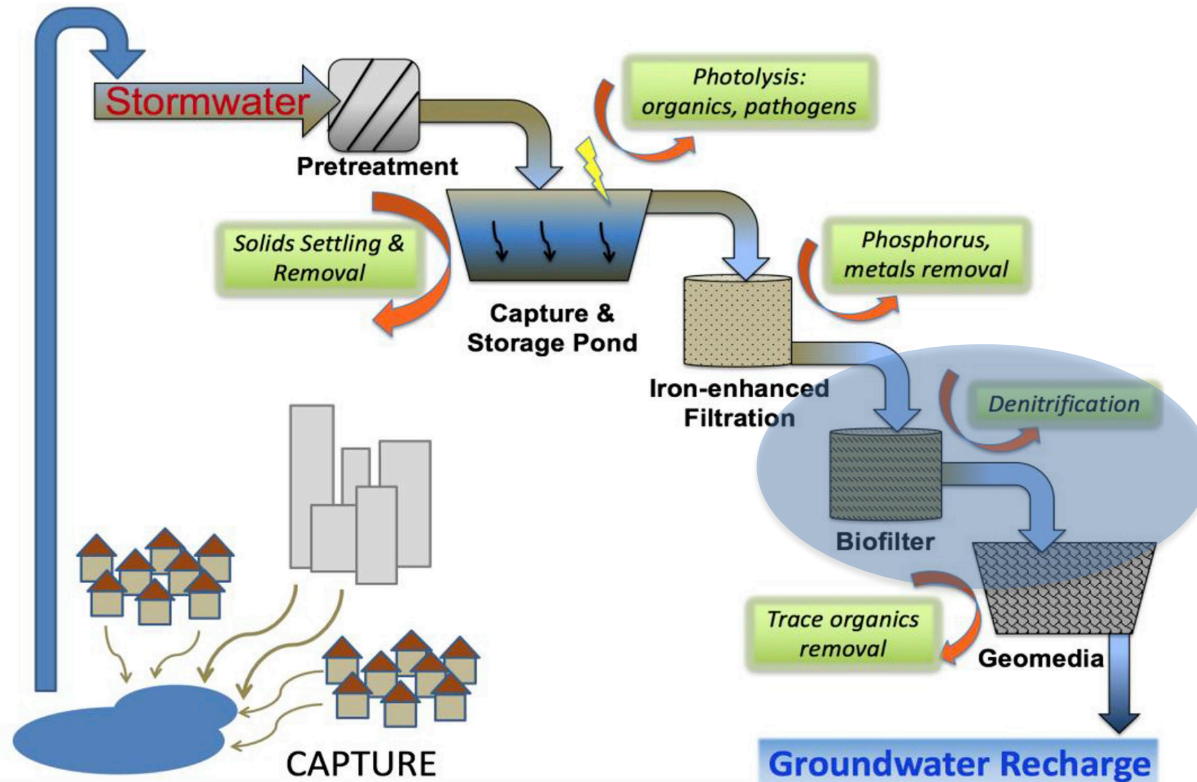 Stormwater
Pretreatment
Photolysis:
organics, pathogens
Solids Settling &
Removal
Capture &
Storage Pond
Phosphorus,
metals removal
Iron-enhanced
Filtration
Denitrification
Biofilter
Trace organics
removal
Geomedia
CAPTURE
Groundwater Recharge